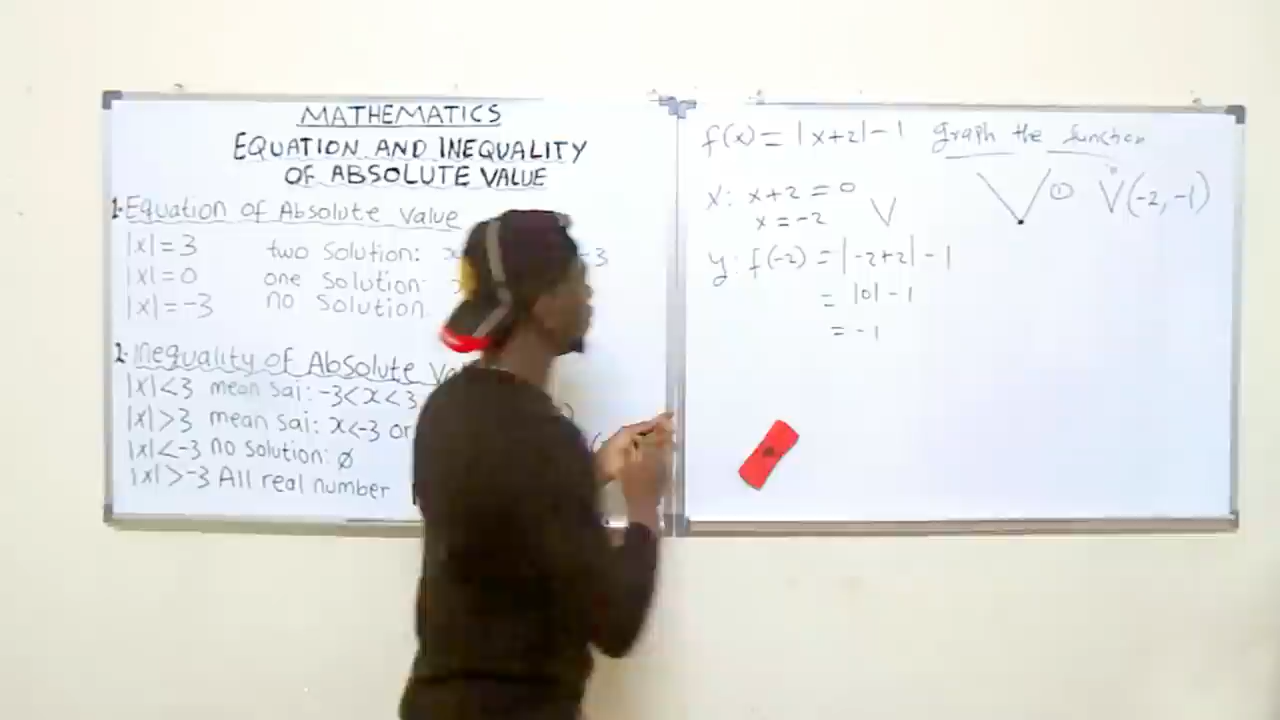 MATHEMATICS
EQUATION AND INEQUALITY
OF ABSOLUTE VALUE
1. Equation of Absolute Value
|x| = 3 two solution: -3
|x| = 0 one solution
|x| = -3 no solution
2. Inequality of Absolute
|x| < 3 mean sai: -3 < x < 3
|x| > 3 mean sai: x < -3 or
|x| < -3 no solution: ∅
|x| > -3 All real number
f(x) = |x+2| - 1 graph the function
x: x+2 = 0
x = -2
① V(-2, -1)
y: f(-2) = |-2+2| - 1
= |0| - 1
= -1